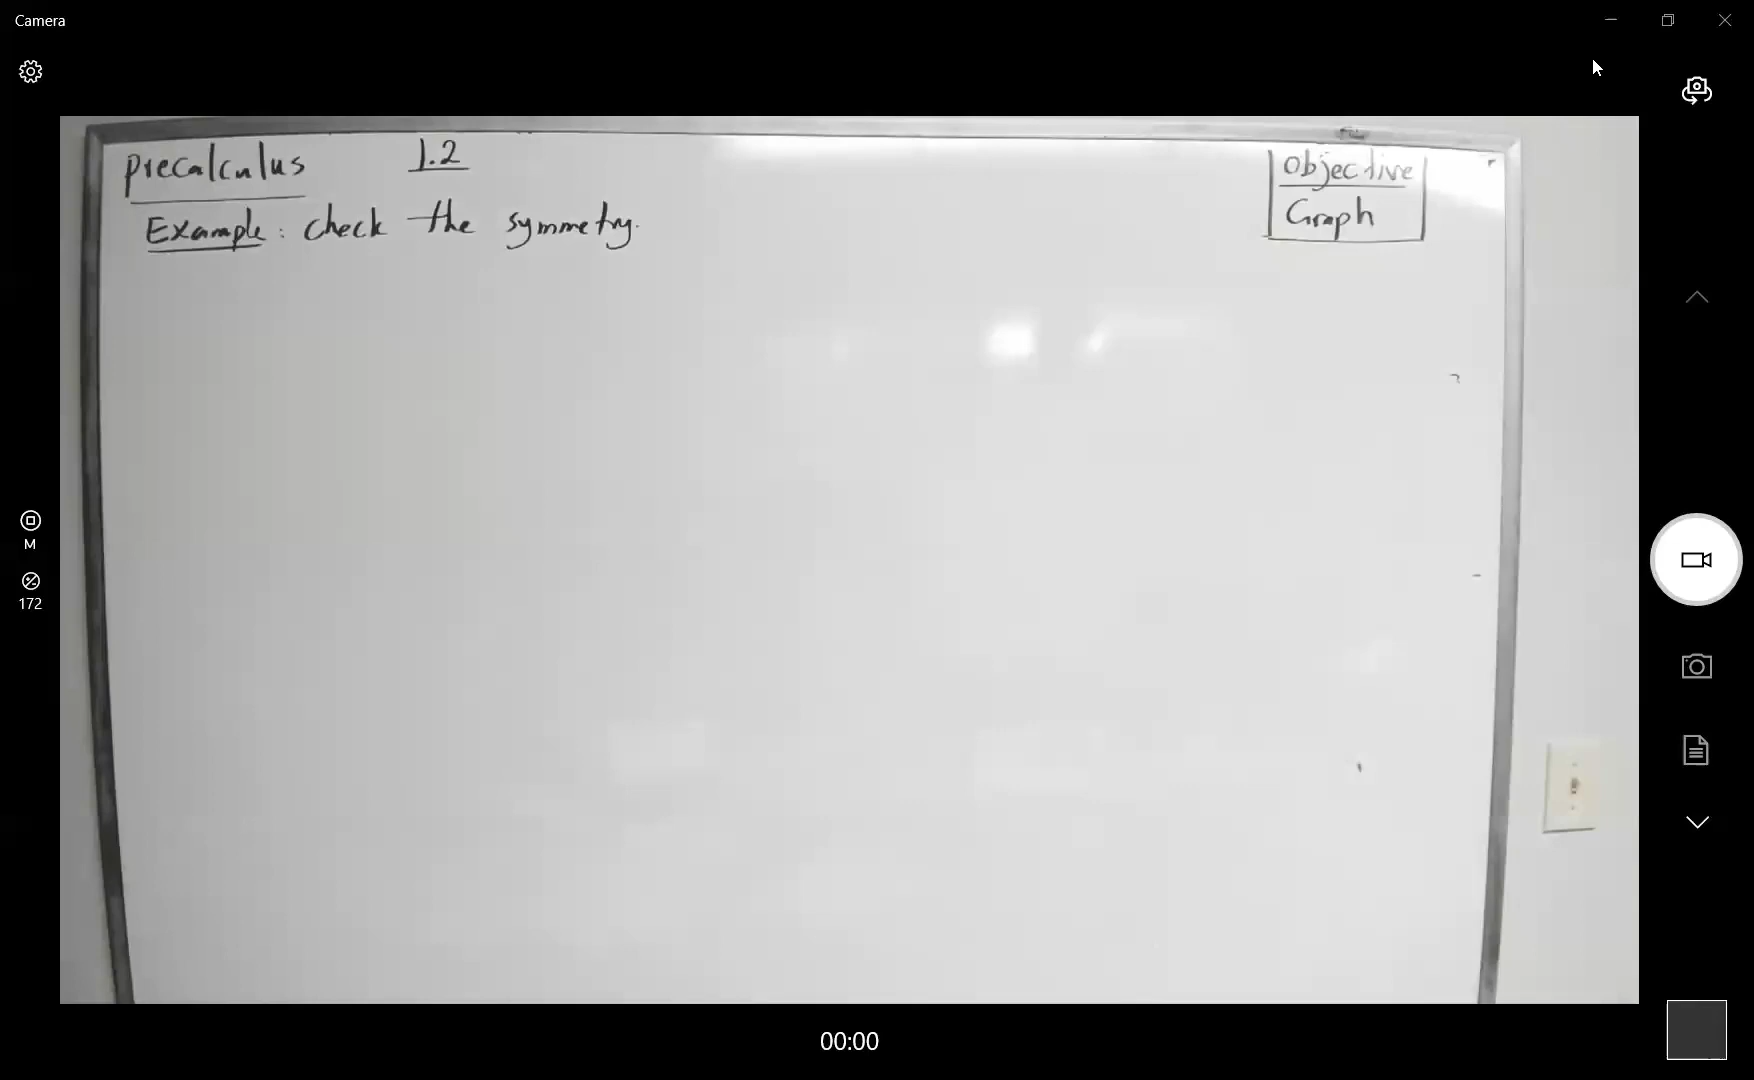 Camera
precalculus 1.2
Example: check the symmetry.
Objective
Graph
M
172
00:00